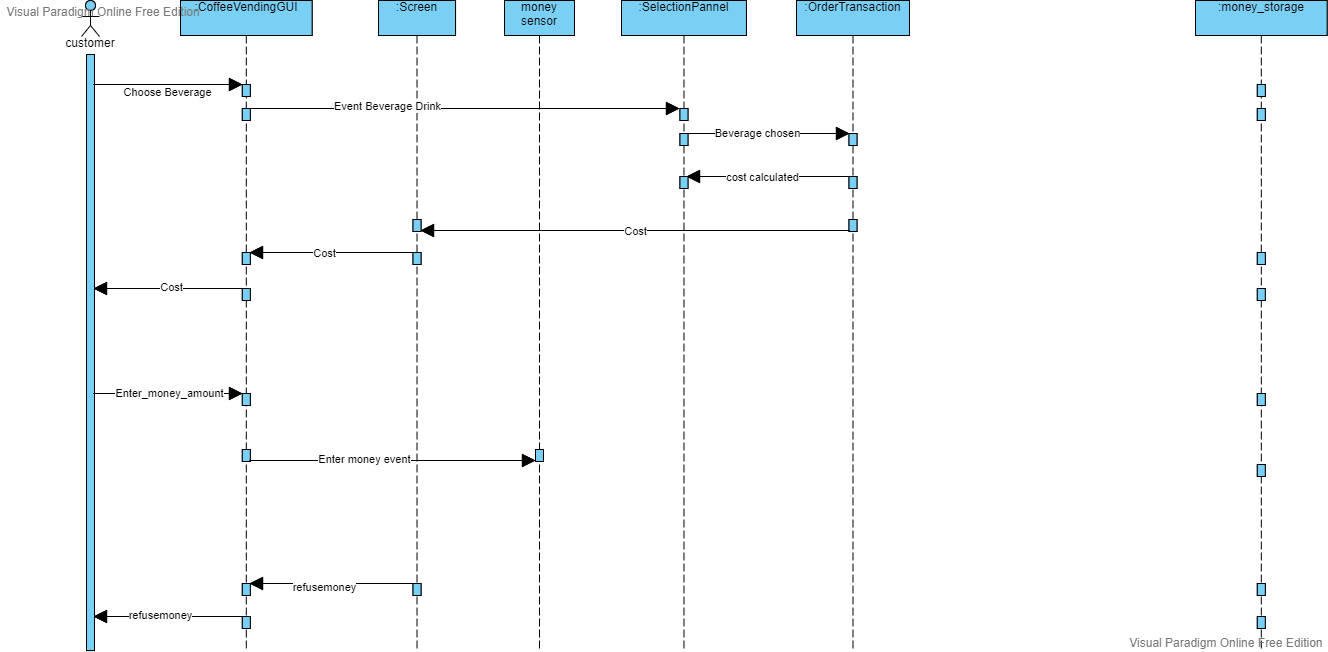 Visual Paradigm Online Free Edition
:CoffeeVendingGUI
:Screen
money
sensor
:SelectionPannel
:OrderTransaction
:money_storage
customer
Choose Beverage
Event Beverage Drink
Beverage chosen
cost calculated
Cost
Cost
Cost
Enter_money_amount
Enter money event
refusemoney
refusemoney
Visual Paradigm Online Free Edition